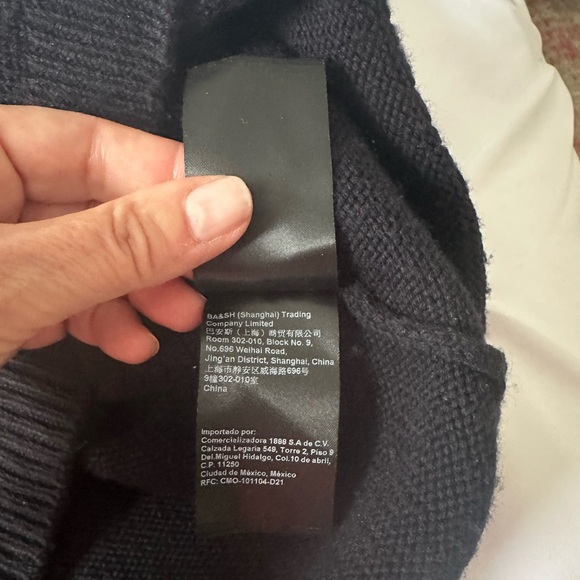 BA&SH (Shanghai) Trading
Company Limited
巴安斯（上海）商贸有限公司
Room 302-010, Block No. 9,
No.696 Weihai Road,
Jing'an District, Shanghai, China
上海市静安区威海路696号
9幢302-010室
China
Importado por:
Comercializadora 1888 S.A de C.V.
Calzada Legaria 549, Torre 2, Piso 9
Del.Miguel Hidalgo, Col.10 de abril,
C.P. 11250
Ciudad de México, México
RFC: CMO-101104-D21